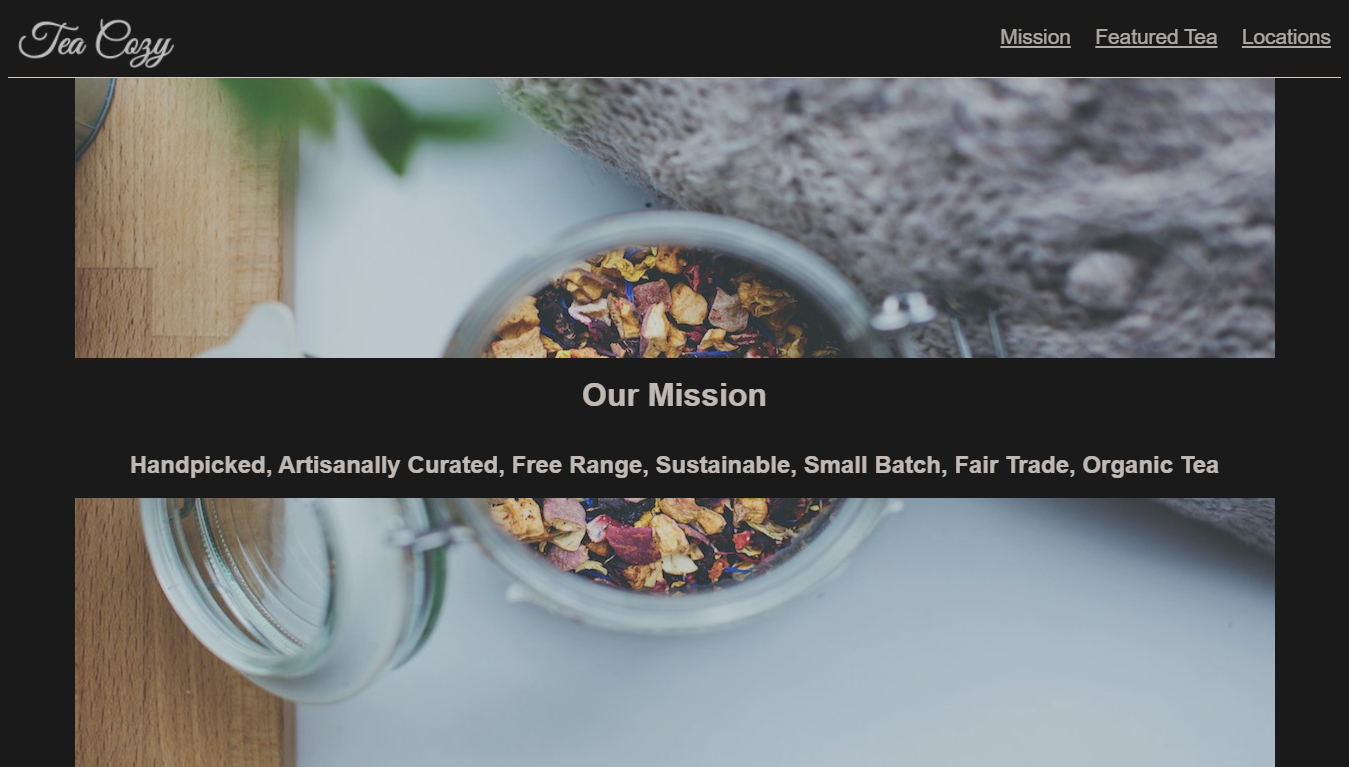 Tea Cozy
Mission Featured Tea Locations
Our Mission
Handpicked, Artisanally Curated, Free Range, Sustainable, Small Batch, Fair Trade, Organic Tea